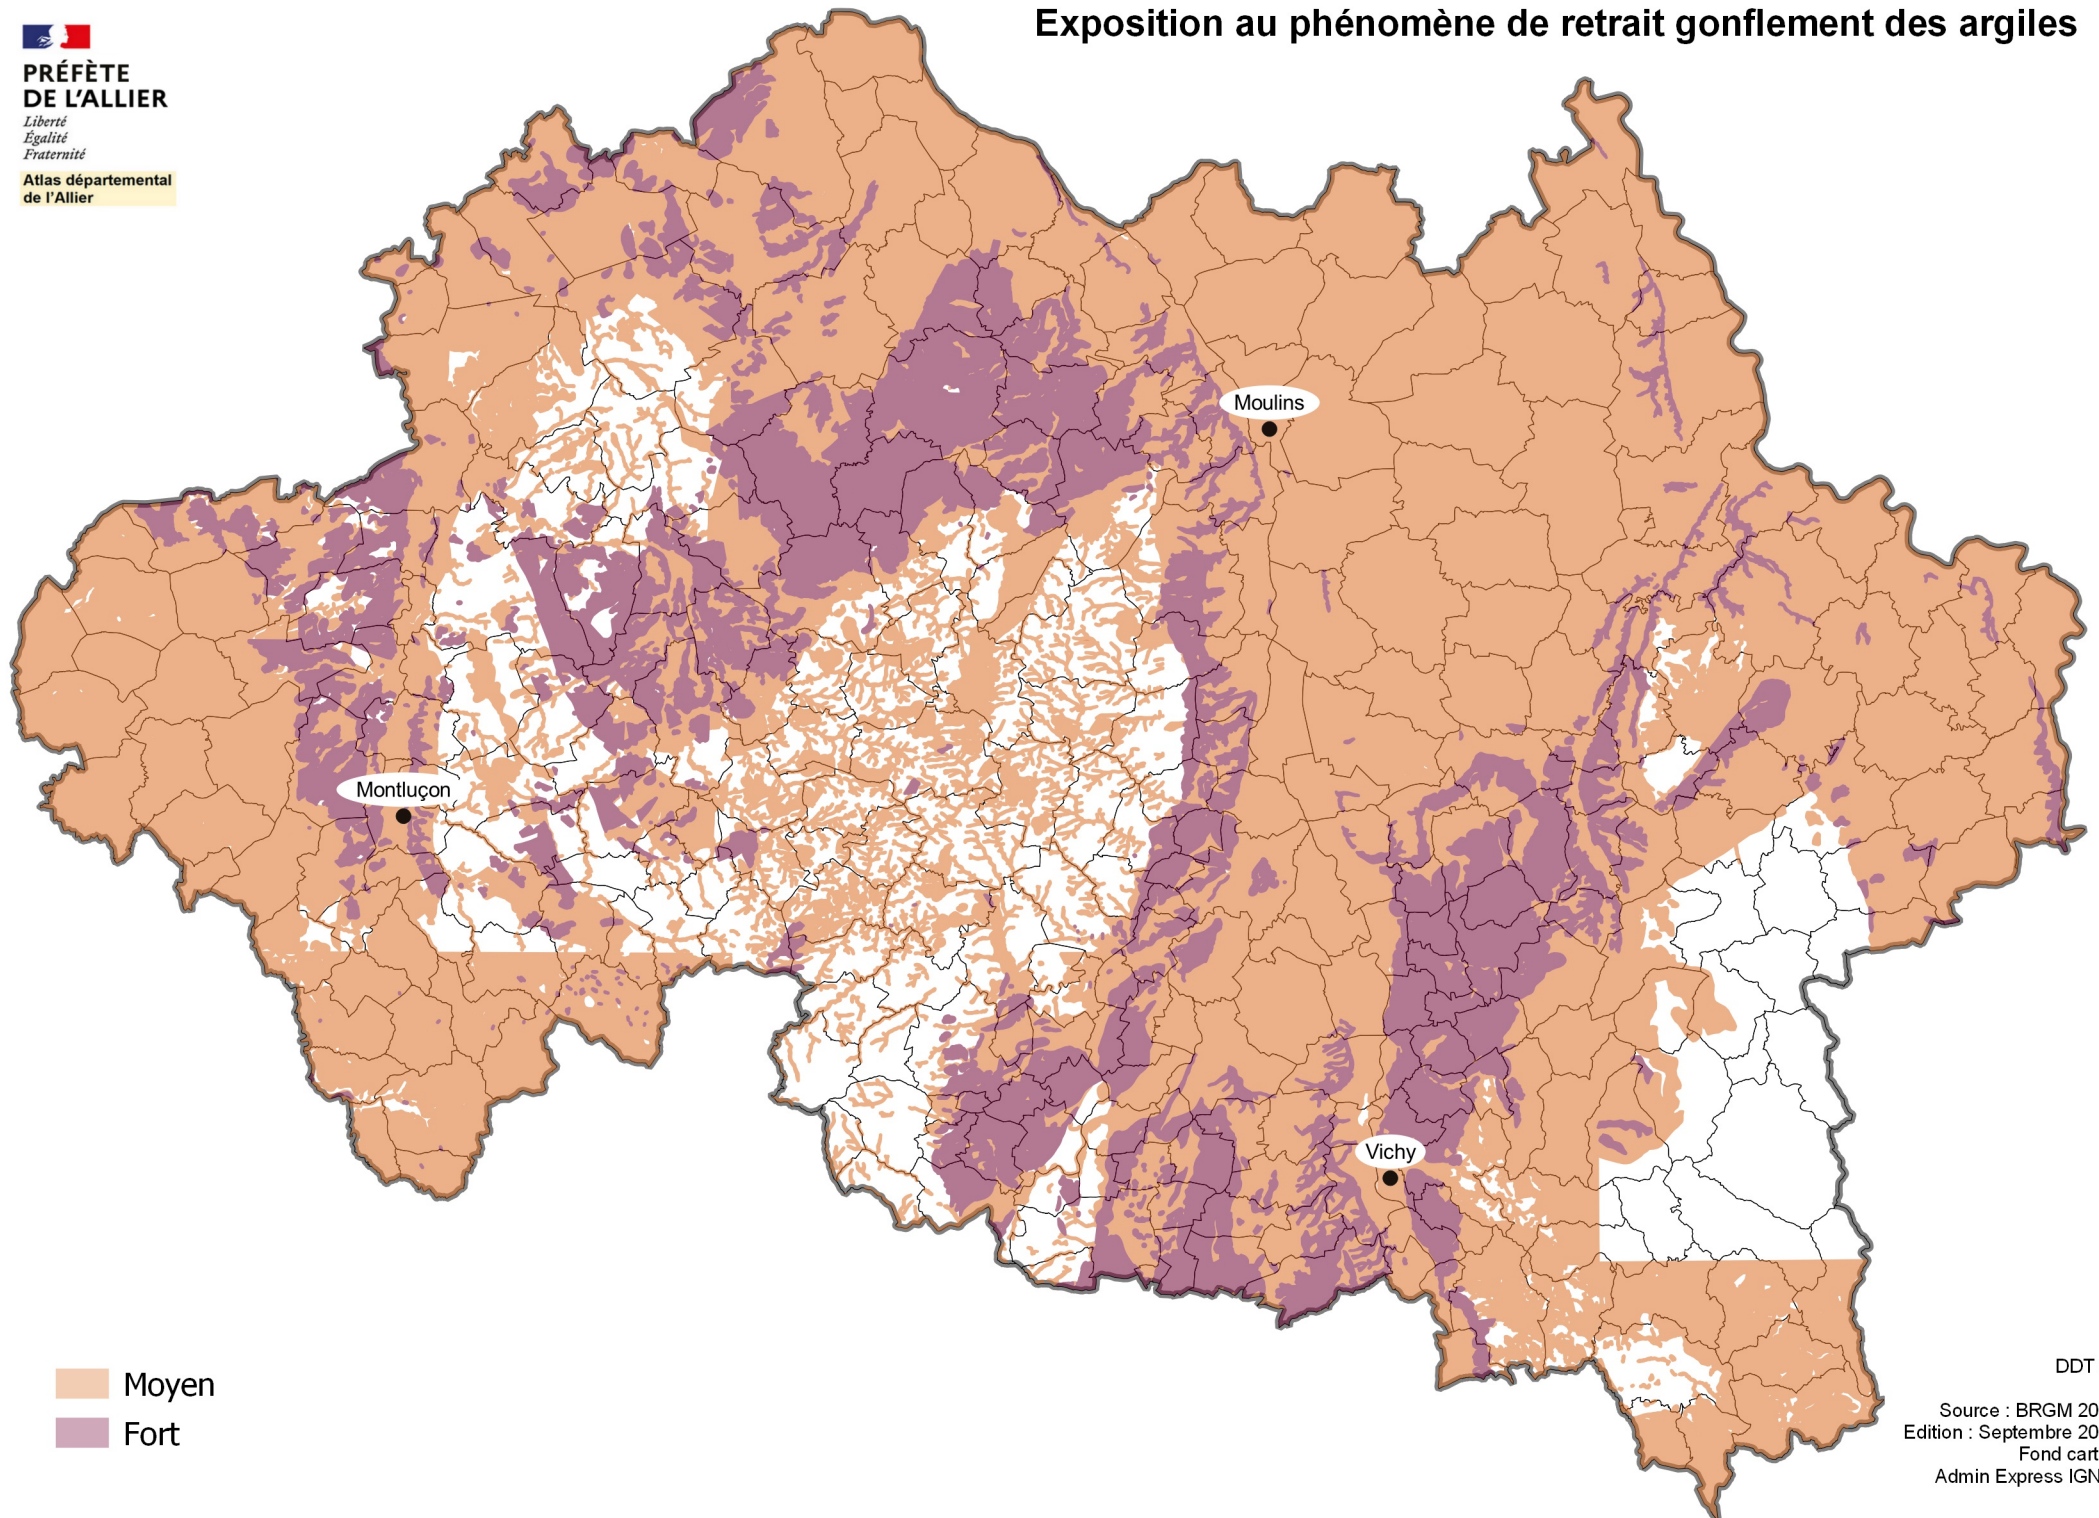 Exposition au phénomène de retrait gonflement des argiles
PRÉFÈTE
DE L'ALLIER
Liberté
Égalité
Fraternité
Atlas départemental
de l'Allier
Moulins
Montluçon
Vichy
Moyen
Fort
DDT
Source : BRGM 20
Edition : Septembre 20
Fond cart
Admin Express IGN